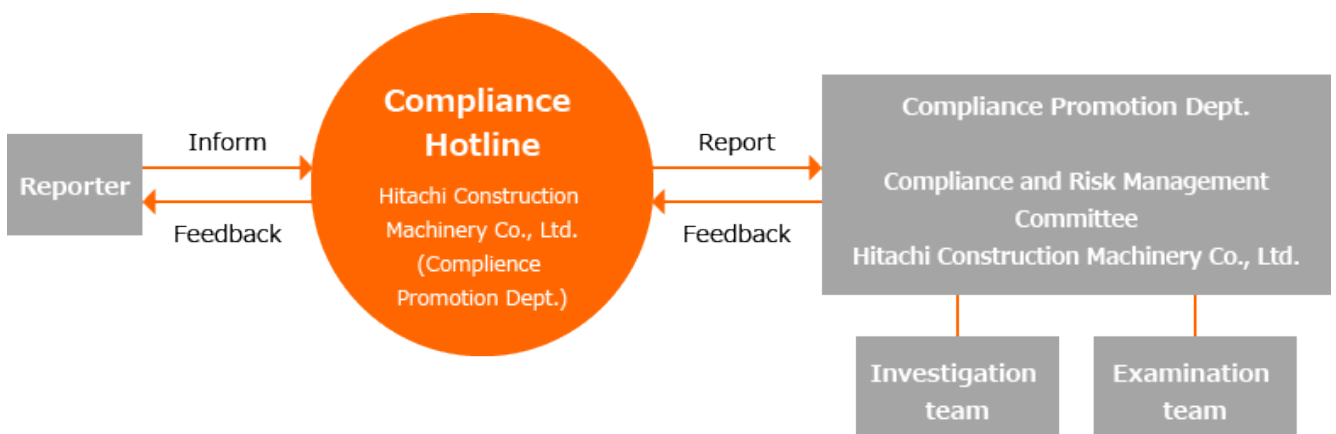 Reporter
Inform
Feedback
Compliance
Hotline
Hitachi Construction
Machinery Co., Ltd.
(Complience
Promotion Dept.)
Report
Feedback
Compliance Promotion Dept.
Compliance and Risk Management
Committee
Hitachi Construction Machinery Co., Ltd.
Investigation
team
Examination
team